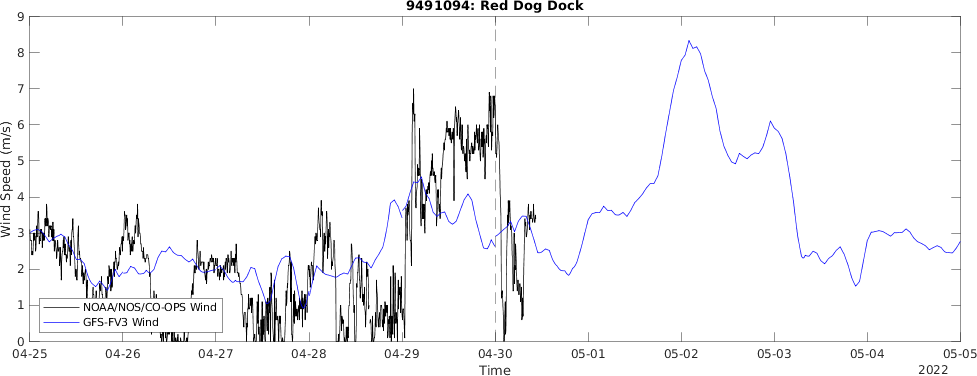 9491094: Red Dog Dock
Wind Speed (m/s)
9
8
7
6
5
4
3
2
1
0
NOAA/NOS/CO-OPS Wind
GFS-FV3 Wind
04-25 04-26 04-27 04-28 04-29 04-30 05-01 05-02 05-03 05-04 05-05
Time
2022